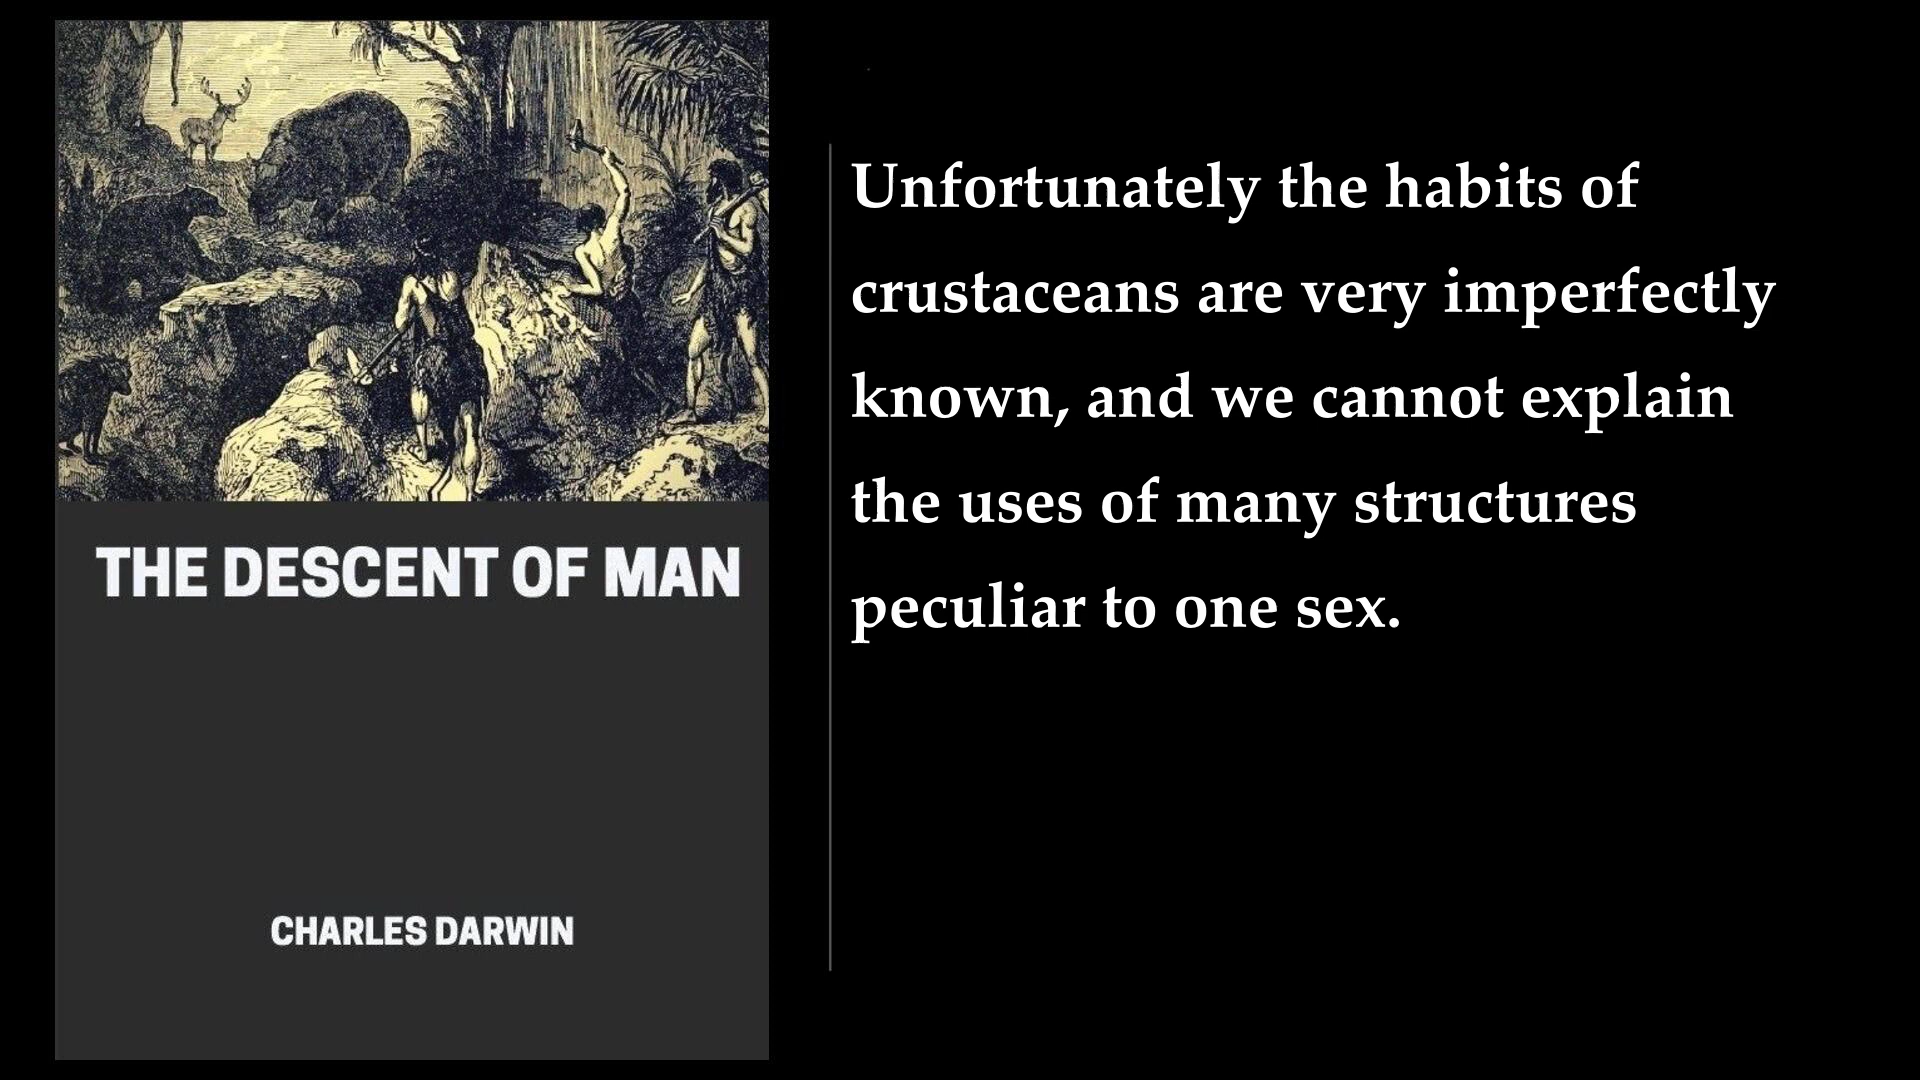 THE DESCENT OF MAN
CHARLES DARWIN
Unfortunately the habits of
crustaceans are very imperfectly
known, and we cannot explain
the uses of many structures
peculiar to one sex.